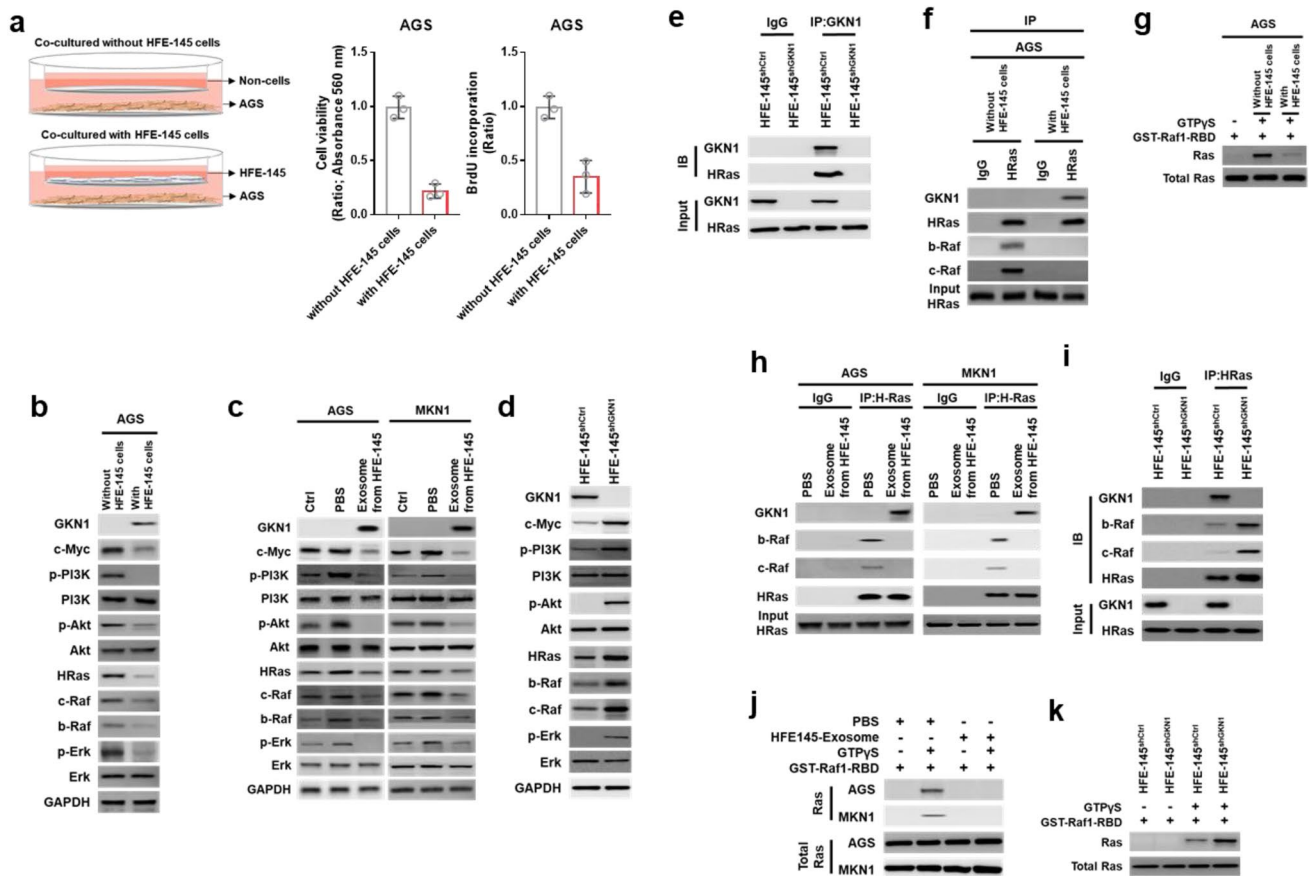 a
Co-cultured without HFE-145 cells
Non-cells
AGS
Co-cultured with HFE-145 cells
HFE-145
AGS
AGS
Cell viability
(Ratio; Absorbance 560 nm)
1.5
1.0
0.5
0.0
without HFE-145 cells
with HFE-145 cells
AGS
BrdU incorporation
(Ratio)
1.5
1.0
0.5
0.0
without HFE-145 cells
with HFE-145 cells
e
IgG IP:GKN1
HFE-145shCtrl
HFE-145shGKN1
HFE-145shCtrl
HFE-145shGKN1
IB
GKN1
HRas
Input
GKN1
HRas
f
IP
AGS
Without
HFE-145 cells
With
HFE-145 cells
IgG
HRas
IgG
HRas
GKN1
HRas
b-Raf
c-Raf
Input
HRas
g
AGS
Without
HFE-145 cells
With
HFE-145 cells
GTPγS - + +
GST-Raf1-RBD + + +
Ras
Total Ras
b
AGS
Without
HFE-145 cells
With
HFE-145 cells
GKN1
c-Myc
p-PI3K
PI3K
p-Akt
Akt
HRas
c-Raf
b-Raf
p-Erk
Erk
GAPDH
c
AGS MKN1
Ctrl
PBS
Exosome
from HFE-145
Ctrl
PBS
Exosome
from HFE-145
GKN1
c-Myc
p-PI3K
PI3K
p-Akt
Akt
HRas
c-Raf
b-Raf
p-Erk
Erk
GAPDH
d
HFE-145shCtrl
HFE-145shGKN1
GKN1
c-Myc
p-PI3K
PI3K
p-Akt
Akt
HRas
b-Raf
c-Raf
p-Erk
Erk
GAPDH
h
AGS MKN1
IgG IP:H-Ras IgG IP:H-Ras
PBS
Exosome
from HFE-145
PBS
Exosome
from HFE-145
PBS
Exosome
from HFE-145
PBS
Exosome
from HFE-145
GKN1
b-Raf
c-Raf
HRas
Input
HRas
i
IgG IP:HRas
HFE-145shCtrl
HFE-145shGKN1
HFE-145shCtrl
HFE-145shGKN1
IB
GKN1
b-Raf
c-Raf
HRas
Input
GKN1
HRas
j
PBS + + - -
HFE145-Exosome - - + +
GTPγS - + - +
GST-Raf1-RBD + + + +
Ras
AGS
MKN1
Total
Ras
AGS
MKN1
k
HFE-145shCtrl
HFE-145shGKN1
HFE-145shCtrl
HFE-145shGKN1
GTPγS - - + +
GST-Raf1-RBD + + + +
Ras
Total Ras